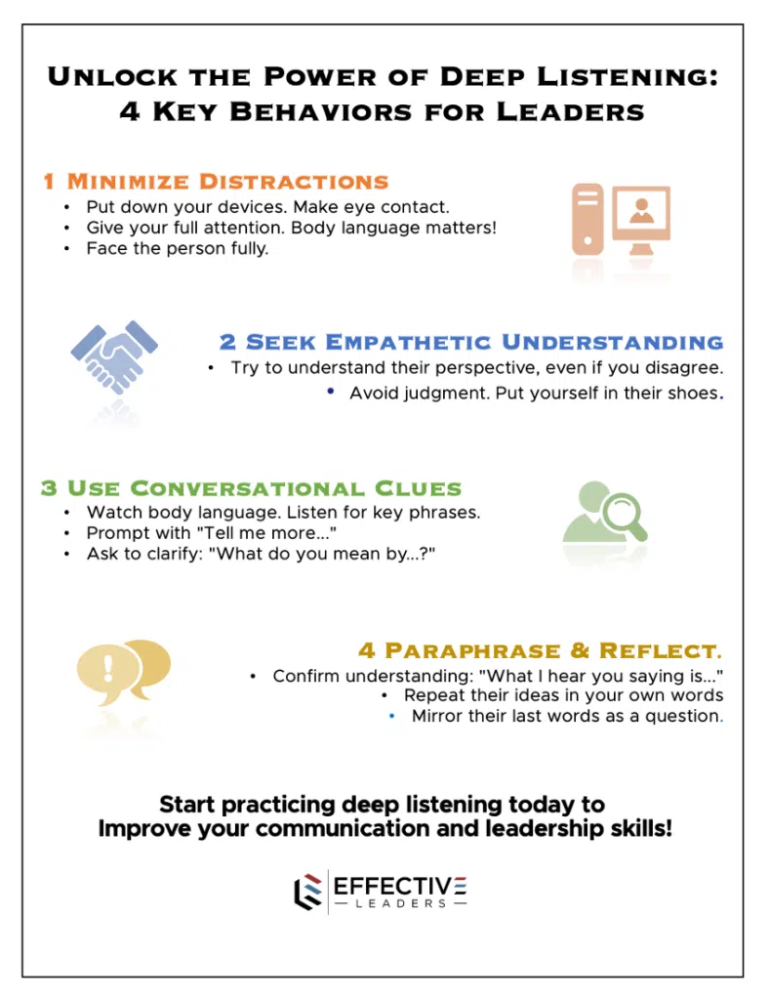 Unlock the Power of Deep Listening:
4 Key Behaviors for Leaders
1 Minimize Distractions
• Put down your devices. Make eye contact.
• Give your full attention. Body language matters!
• Face the person fully.
2 Seek Empathetic Understanding
• Try to understand their perspective, even if you disagree.
• Avoid judgment. Put yourself in their shoes.
3 Use Conversational Clues
• Watch body language. Listen for key phrases.
• Prompt with "Tell me more..."
• Ask to clarify: "What do you mean by...?"
4 Paraphrase & Reflect.
• Confirm understanding: "What I hear you saying is..."
• Repeat their ideas in your own words
• Mirror their last words as a question.
Start practicing deep listening today to
Improve your communication and leadership skills!
EFFECTIVE
LEADERS